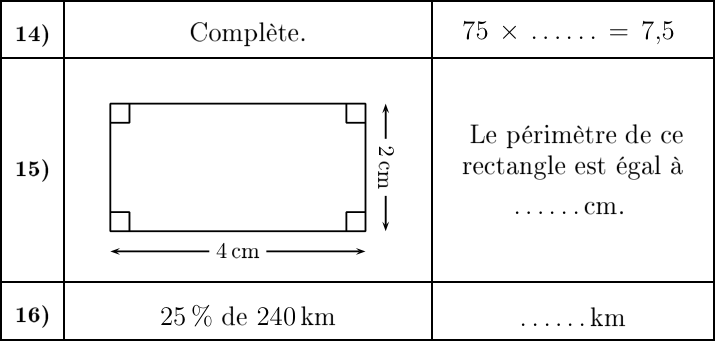 14) Complète. 75 × ...... = 7,5
15) 2 cm
4 cm
Le périmètre de ce
rectangle est égal à
...... cm.
16) 25 % de 240 km ...... km